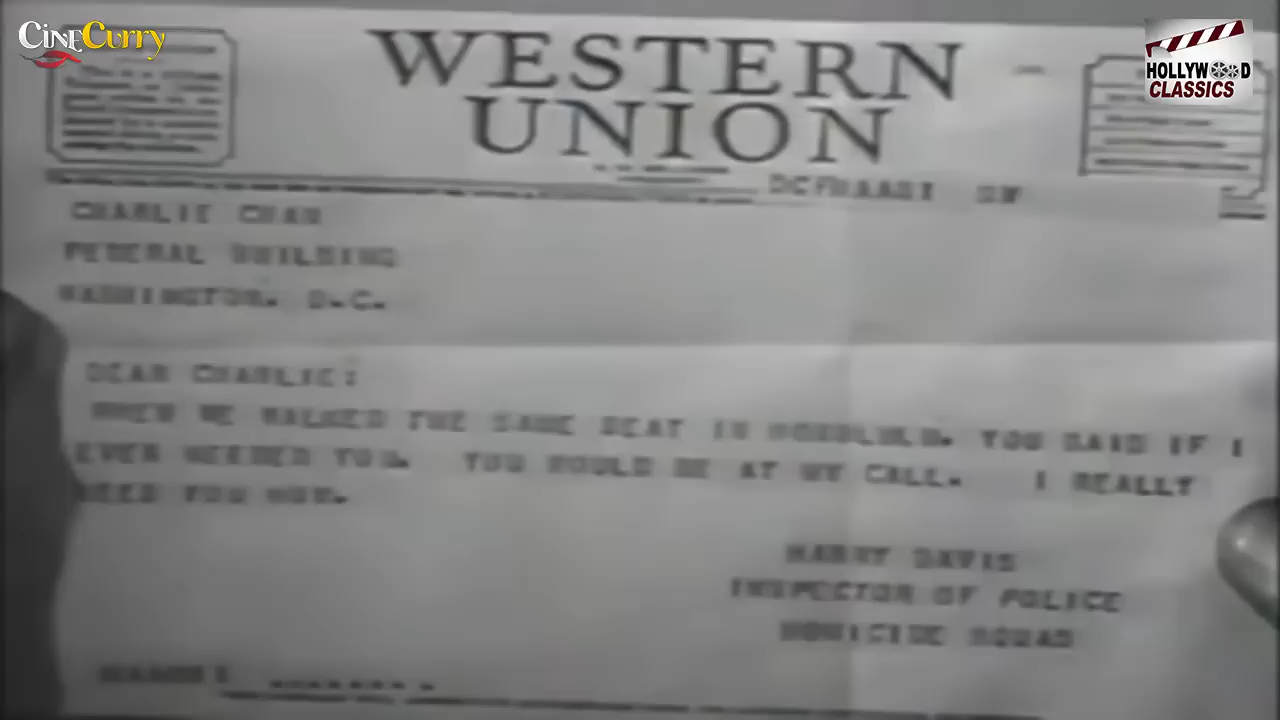 CINECURRY
HOLLYWOOD
CLASSICS
WESTERN
UNION
CHARLIE CHAN
FEDERAL BUILDING
WASHINGTON. D.C.
DEAR CHARLIE:
WHEN WE WALKED THE SAME BEAT IN HONOLULU. YOU SAID IF I
EVER NEEDED YOU. YOU WOULD BE AT MY CALL. I REALLY
NEED YOU NOW.
HARRY DAVIS
INSPECTOR OF POLICE
HOMICIDE SQUAD